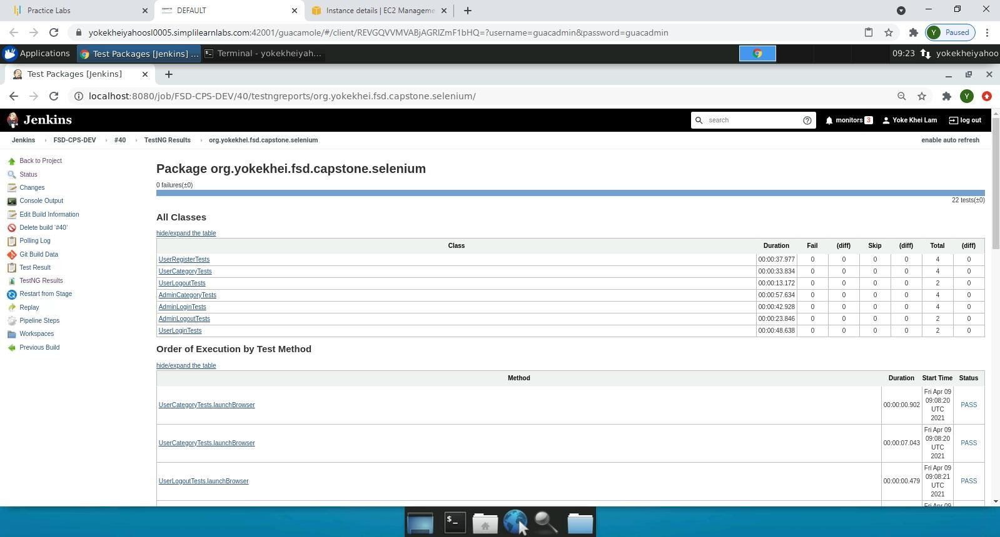 Practice Labs
DEFAULT
Instance details | EC2 Manageme
yokekheiyahoosl0005.simplilearnlabs.com:42001/guacamole/#/client/REVGQVVMVABjAGRlZmF1bHQ=?username=guacadmin&password=guacadmin
Y Paused
Applications
Test Packages [Jenkins] ...
Terminal - yokekheiyah...
09:23
yokekheiyahoo
Test Packages [Jenkins]
localhost:8080/job/FSD-CPS-DEV/40/testngreports/org.yokekhei.fsd.capstone.selenium/
Y
Jenkins
search
monitors 3
Yoke Khei Lam
log out
Jenkins FSD-CPS-DEV #40 TestNG Results org.yokekhei.fsd.capstone.selenium
enable auto refresh
Back to Project
Status
Changes
Console Output
Edit Build Information
Delete build ‘#40’
Polling Log
Git Build Data
Test Result
TestNG Results
Restart from Stage
Replay
Pipeline Steps
Workspaces
Previous Build
Package org.yokekhei.fsd.capstone.selenium
0 failures(±0)
22 tests(±0)
All Classes
hide/expand the table
Class Duration Fail (diff) Skip (diff) Total (diff)
UserRegisterTests 00:00:37.977 0 0 0 0 4 0
UserCategoryTests 00:00:33.834 0 0 0 0 4 0
UserLogoutTests 00:00:13.172 0 0 0 0 2 0
AdminCategoryTests 00:00:57.634 0 0 0 0 4 0
AdminLoginTests 00:00:42.928 0 0 0 0 4 0
AdminLogoutTests 00:00:23.846 0 0 0 0 2 0
UserLoginTests 00:00:48.638 0 0 0 0 2 0
Order of Execution by Test Method
hide/expand the table
Method Duration Start Time Status
UserCategoryTests.launchBrowser 00:00:00.902
Fri Apr 09
09:08:20
UTC
2021
PASS
UserCategoryTests.launchBrowser 00:00:07.043
Fri Apr 09
09:08:20
UTC
2021
PASS
UserLogoutTests.launchBrowser 00:00:00.479
Fri Apr 09
09:08:21
UTC
2021
PASS
Fri Apr 09
$_